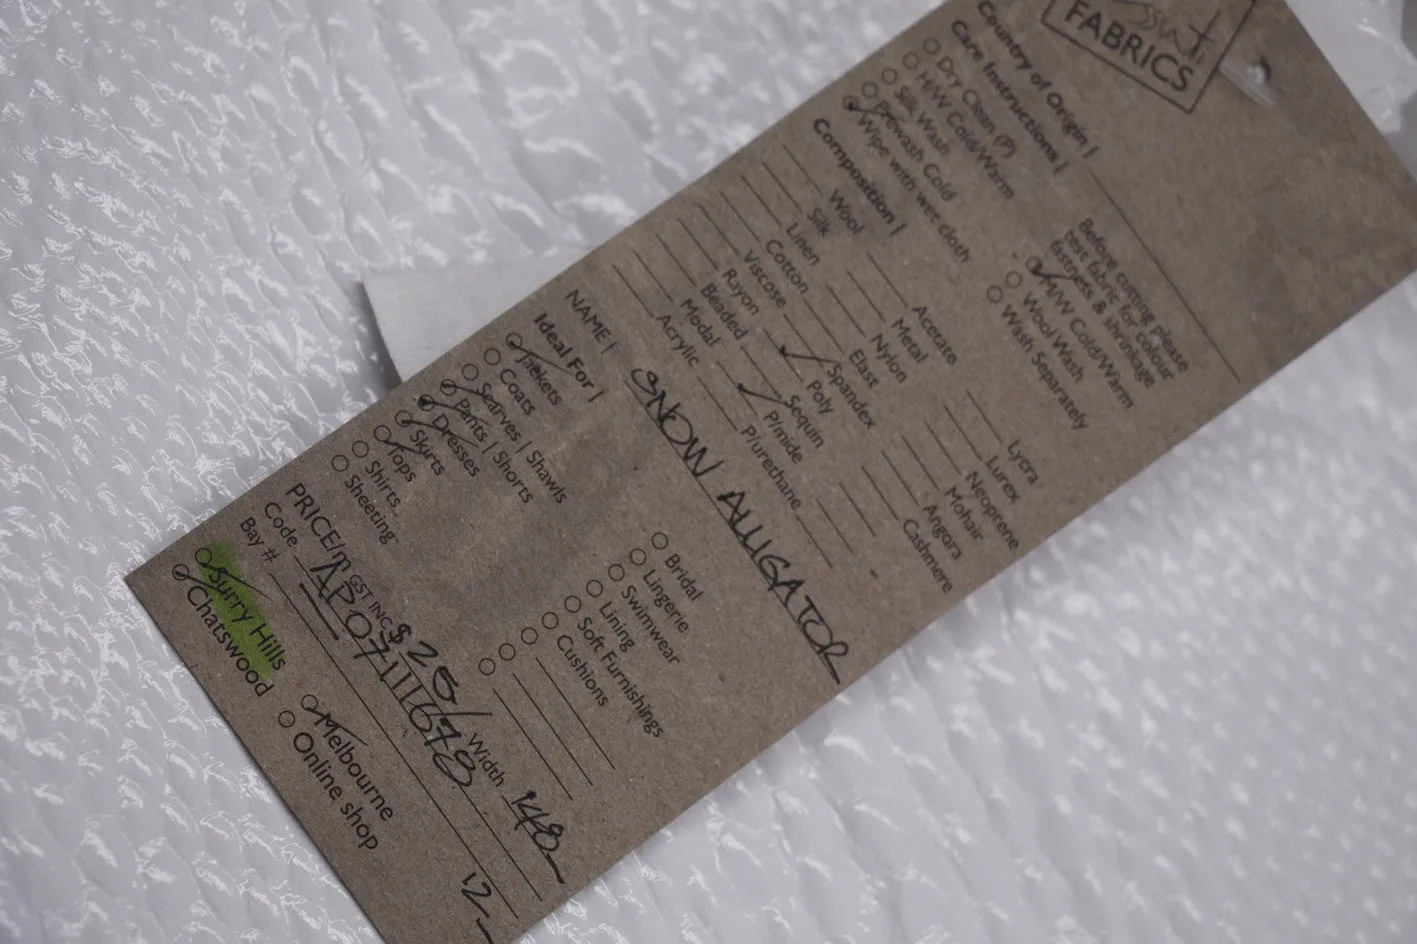 FABRICS
Country of Origin |
Care Instructions |
Dry Clean (P)
H/W Cold/Warm
Silk Wash
Prewash Cold
Wipe with wet cloth
Before cutting please
test fabric for colour
fastness & shrinkage
M/W Cold/Warm
Wool Wash
Wash Separately
Composition |
Wool
Silk
Linen
Cotton
Viscose
Rayon
Beaded
Modal
Acrylic
Acetate
Metal
Nylon
Elast
Spandex
Poly
Sequin
P/mide
P/urethane
Lycra
Lurex
Neoprene
Mohair
Angora
Cashmere
NAME | SNOW ALLIGATOR
Ideal For |
Jackets
Coats
Scarves | Shawls
Pants | Shorts
Dresses
Skirts
Tops
Shirts
Sheeting
Bridal
Lingerie
Swimwear
Lining
Soft Furnishings
Cushions
PRICE/m GST INC $28/ Width 148
Code AP07111678
Bay # 12
Surry Hills
Chatswood
Melbourne
Online shop